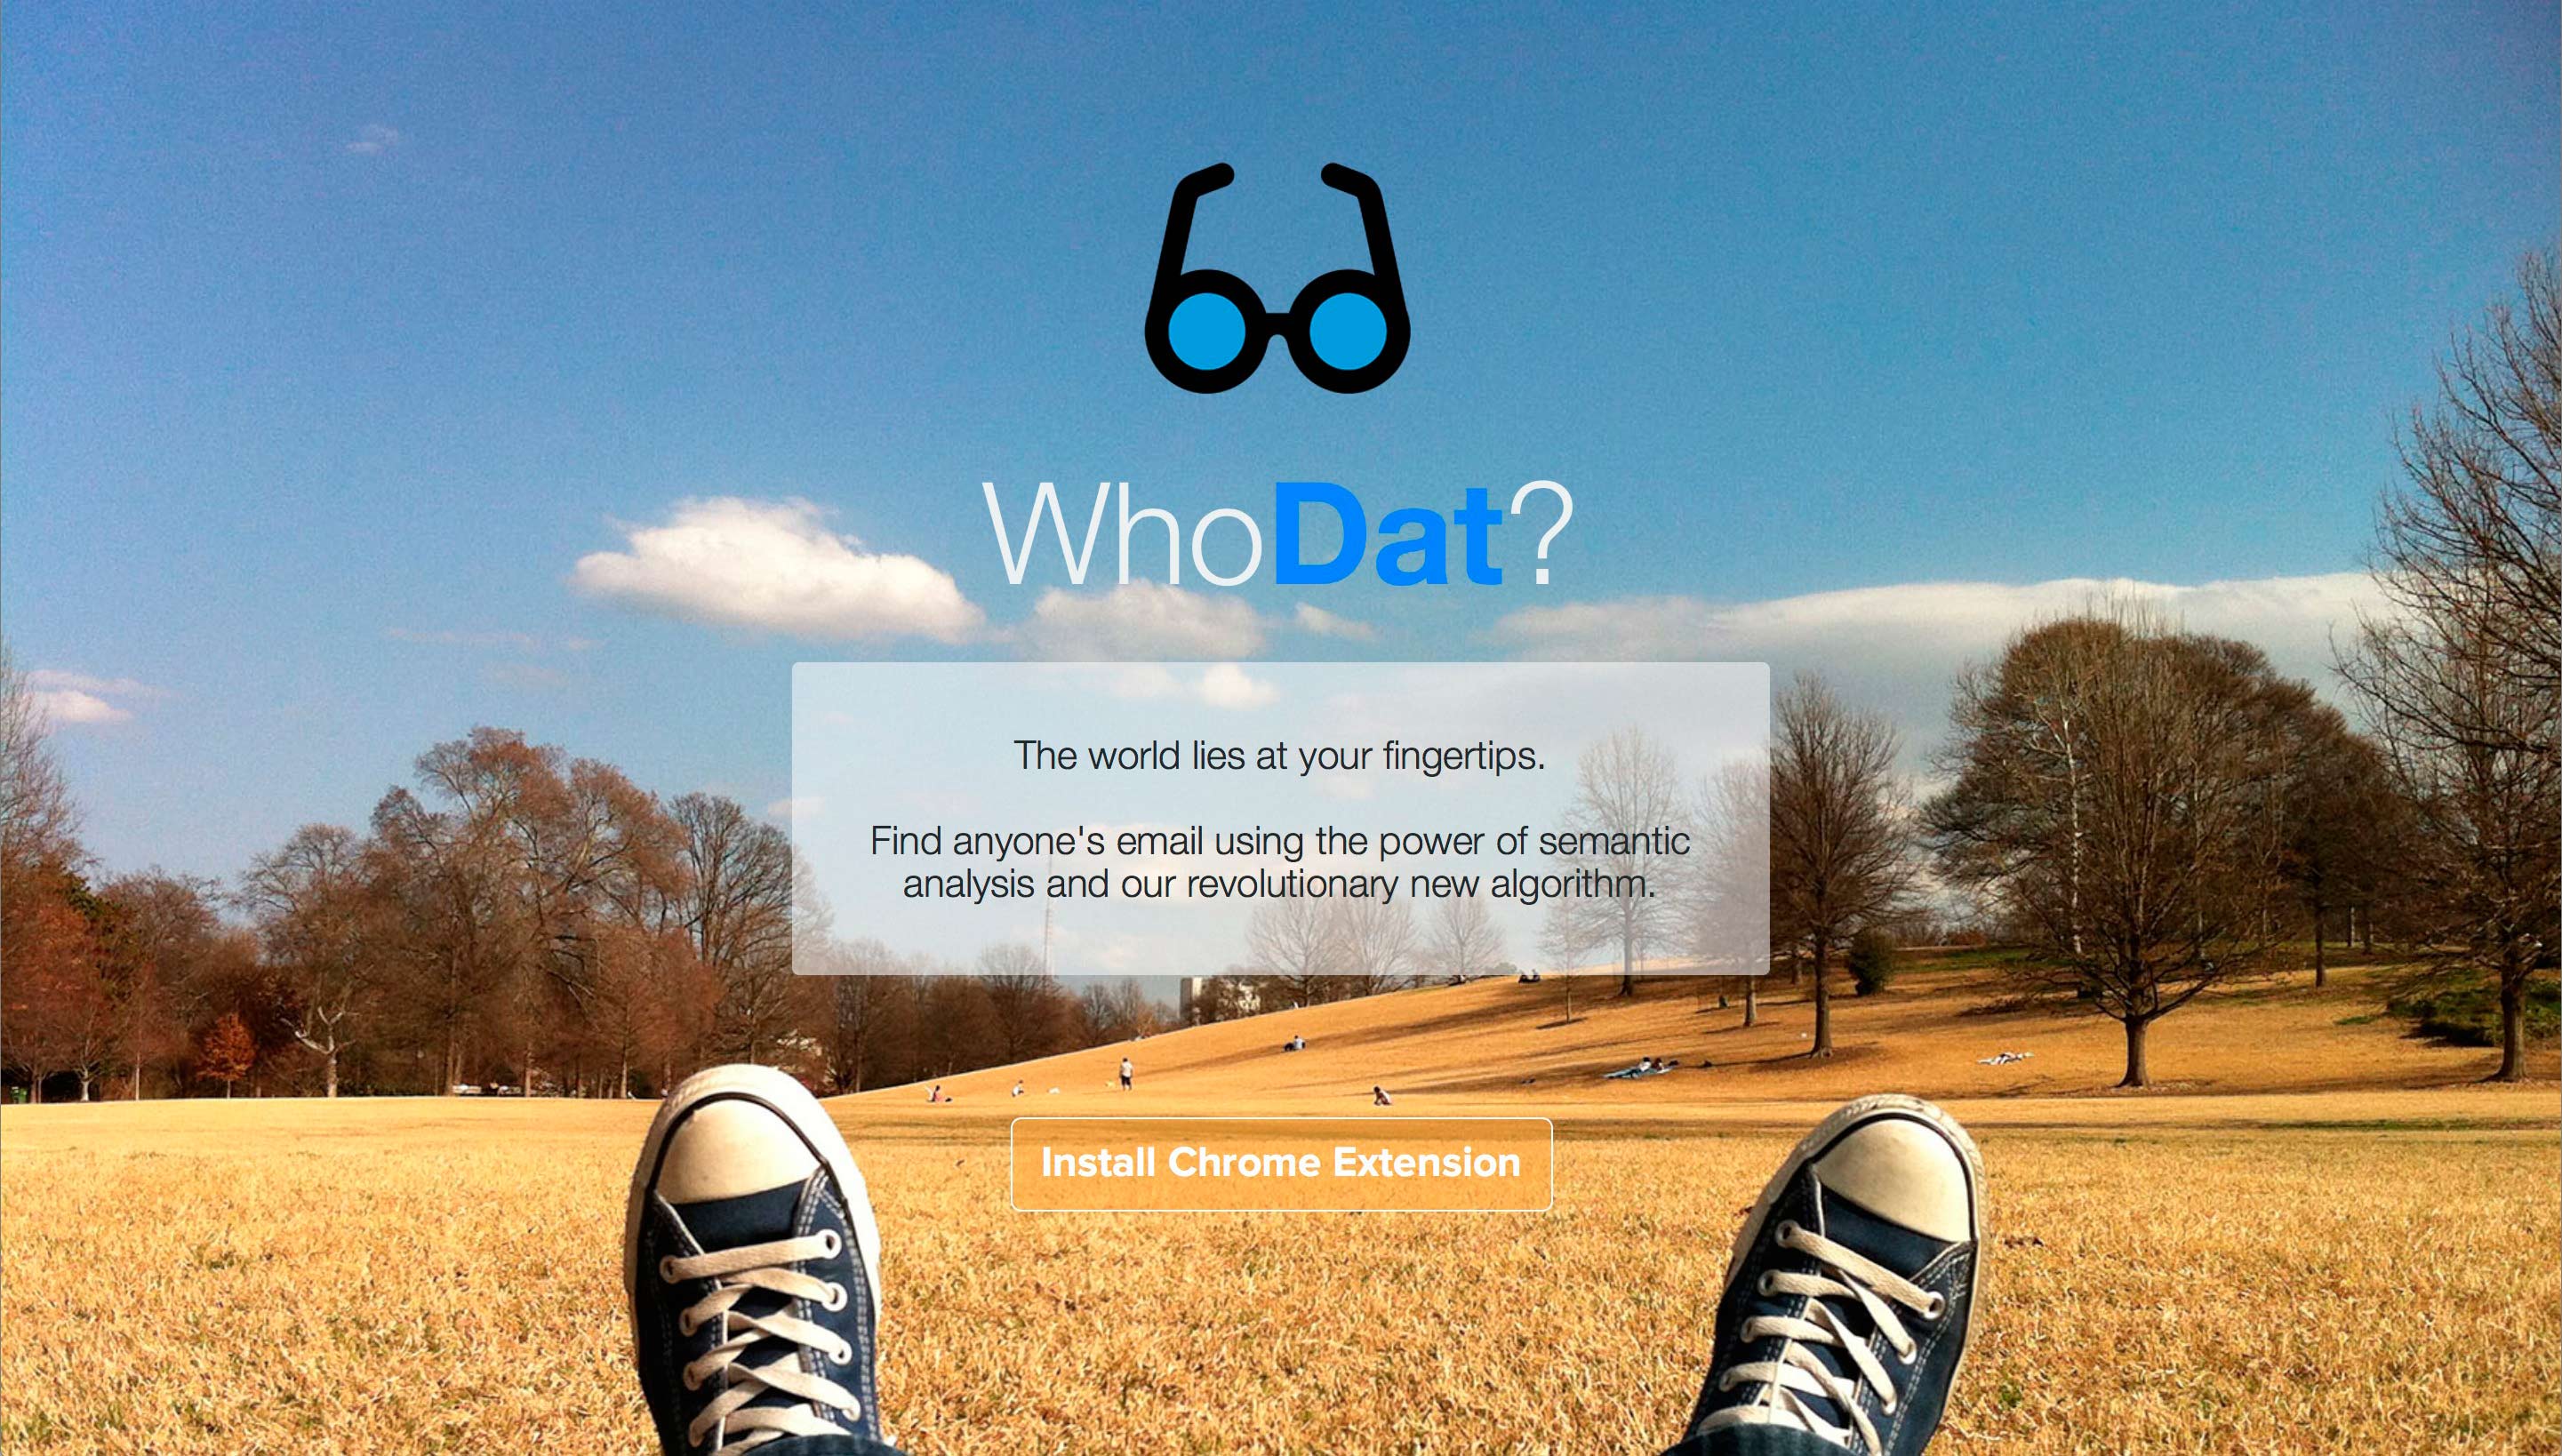 WhoDat?
The world lies at your fingertips.
Find anyone's email using the power of semantic
analysis and our revolutionary new algorithm.
Install Chrome Extension